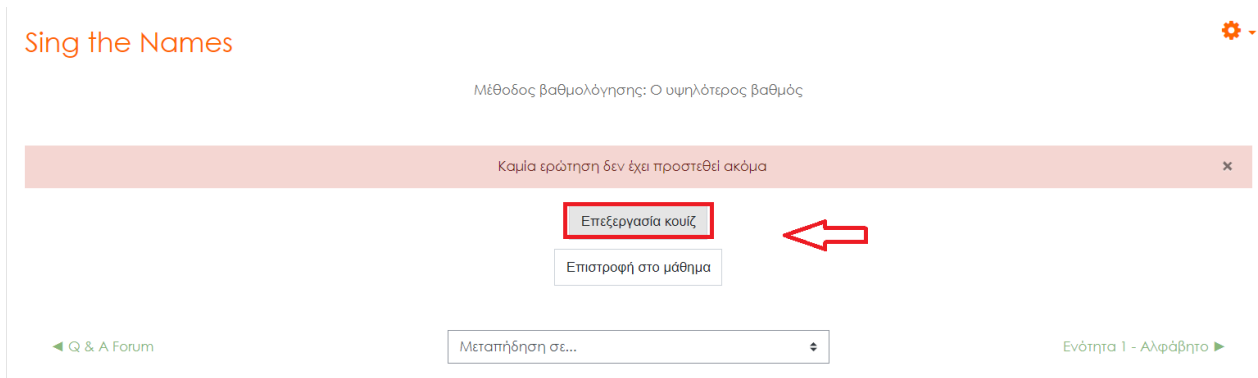 Sing the Names
Μέθοδος βαθμολόγησης: Ο υψηλότερος βαθμός
Καμία ερώτηση δεν έχει προστεθεί ακόμα
×
Επεξεργασία κουίζ
Επιστροφή στο μάθημα
◄ Q & A Forum
Μεταπήδηση σε...
Ενότητα 1 - Αλφάβητο ►